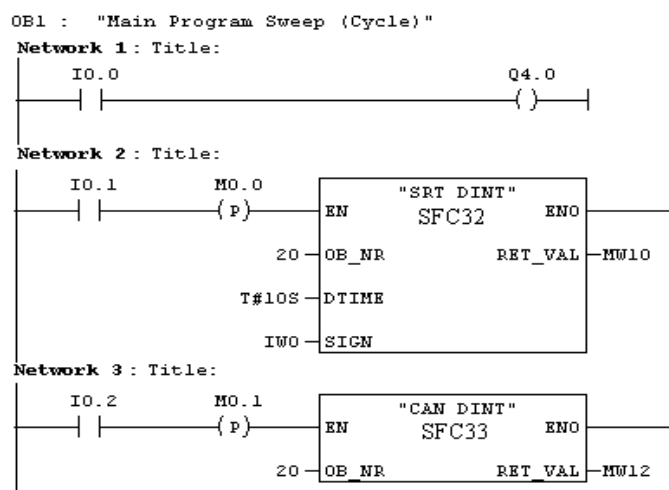 OB1 : "Main Program Sweep (Cycle)"
Network 1 : Title:
I0.0 Q4.0
( )
Network 2 : Title:
I0.1 M0.0 "SRT DINT"
(P) EN SFC32 ENO
20 OB_NR RET_VAL MW10
T#10S DTIME
IW0 SIGN
Network 3 : Title:
I0.2 M0.1 "CAN DINT"
(P) EN SFC33 ENO
20 OB_NR RET_VAL MW12